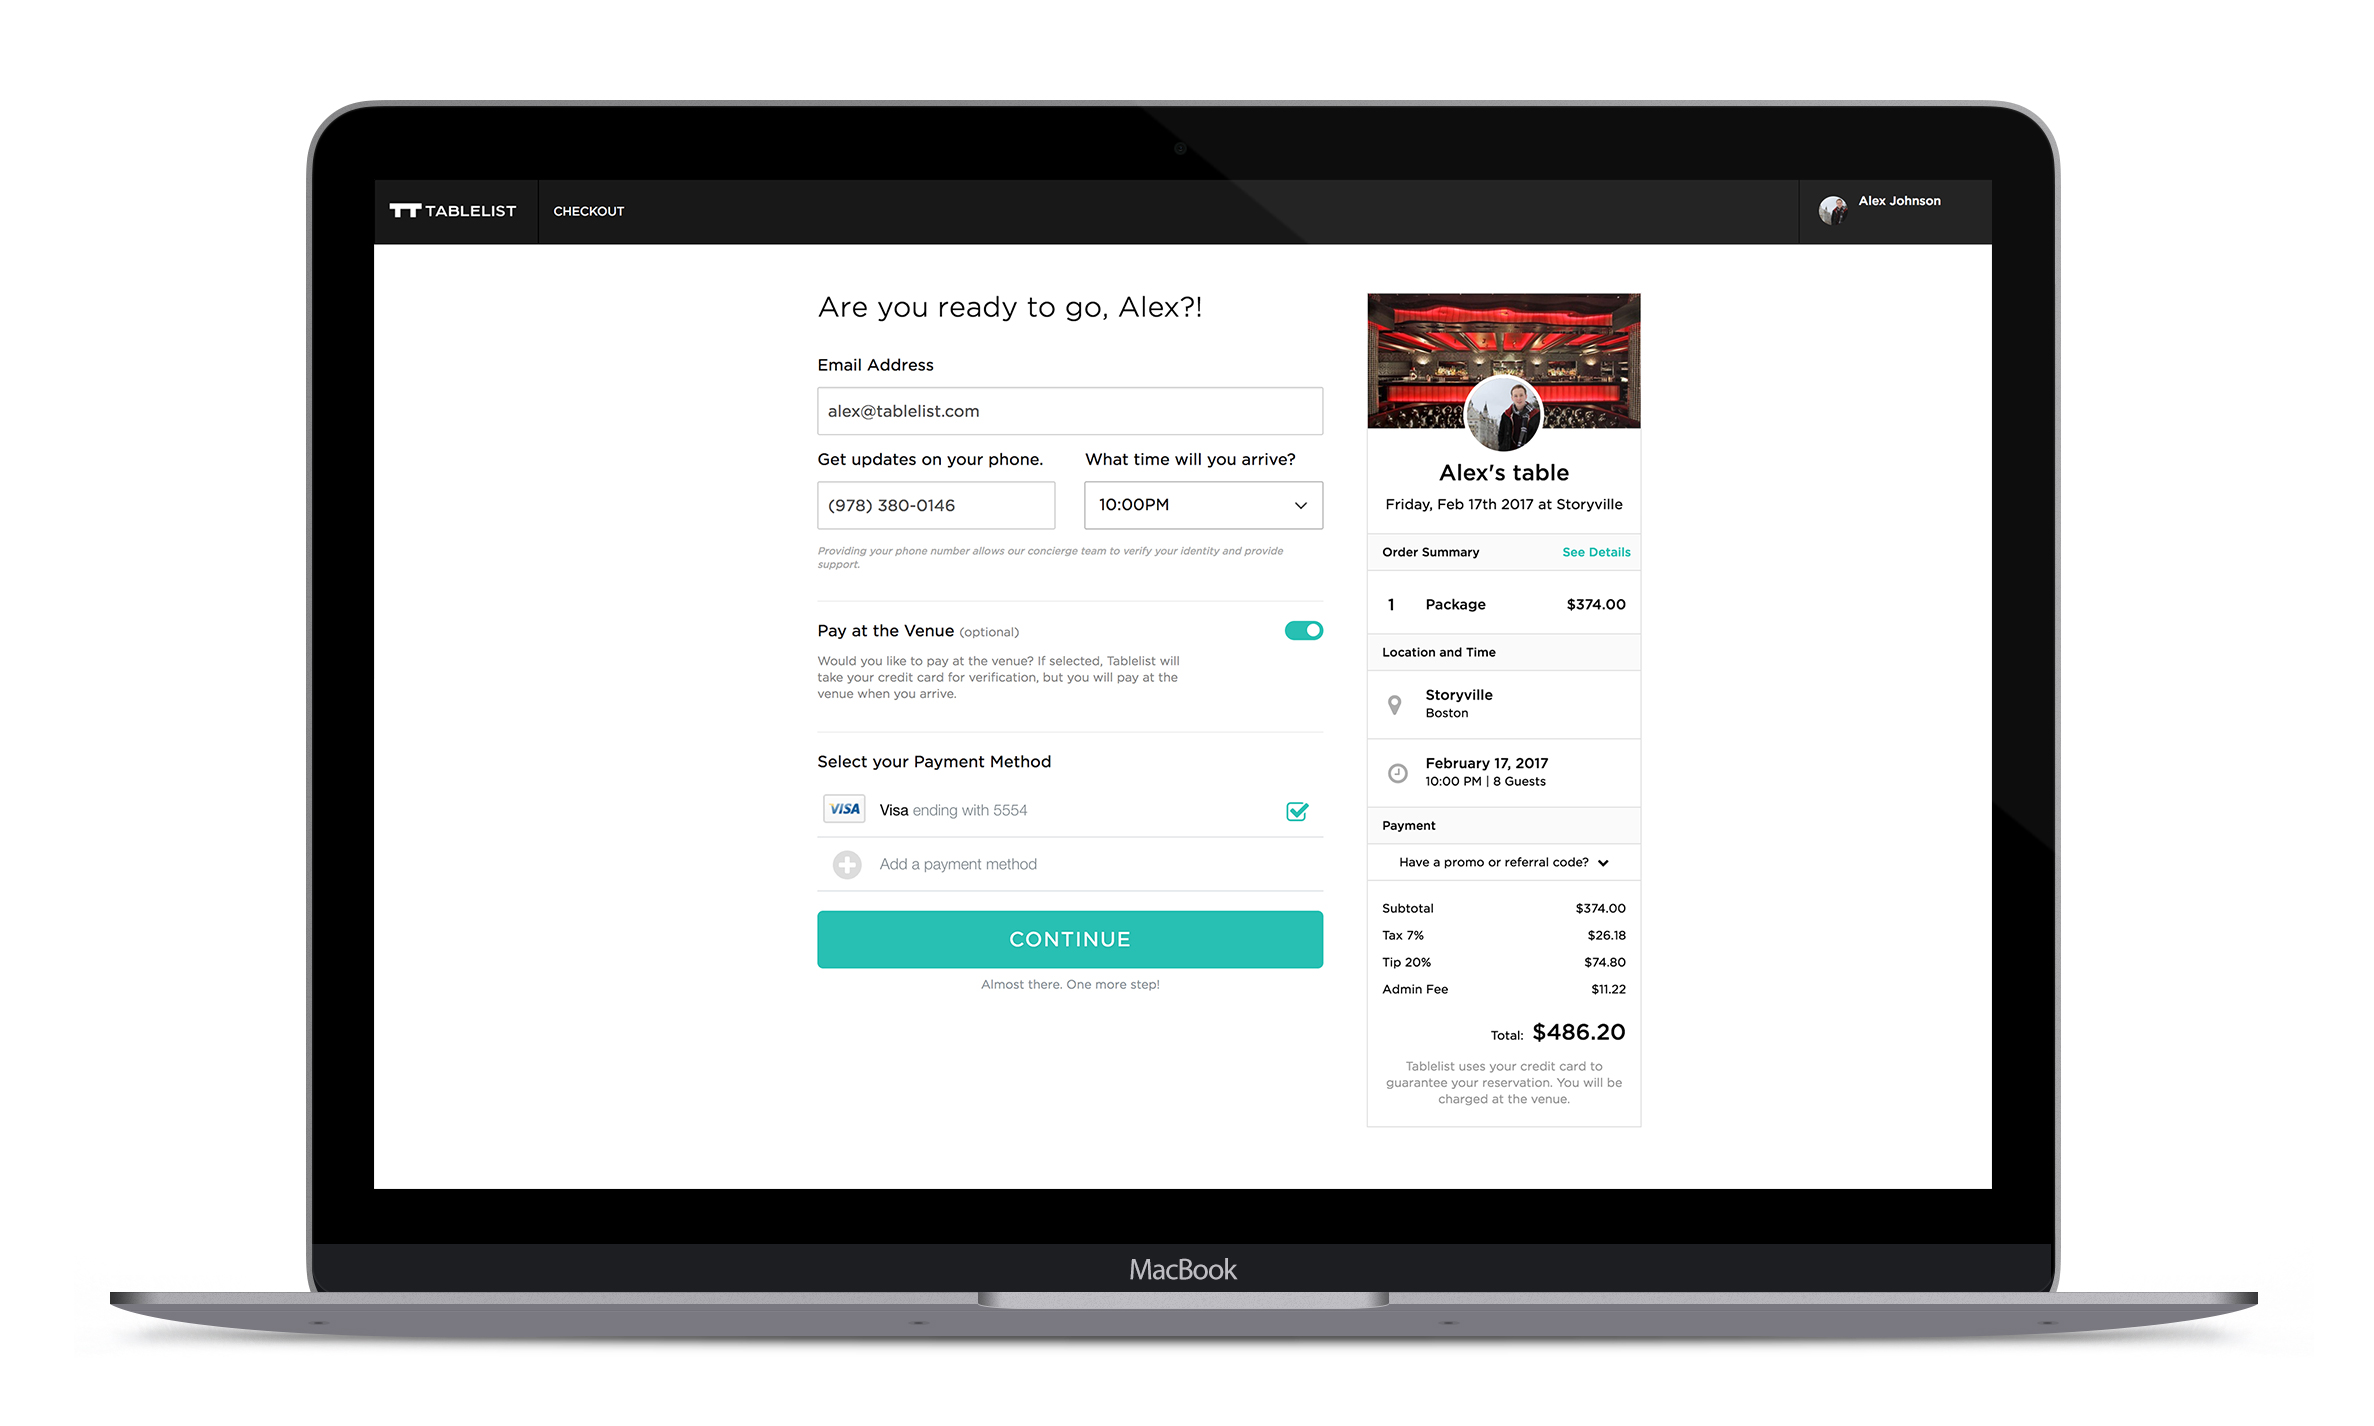 TABLELIST
CHECKOUT
Alex Johnson
Are you ready to go, Alex?!
Email Address
alex@tablelist.com
Get updates on your phone.
(978) 380-0146
What time will you arrive?
10:00PM
Providing your phone number allows our concierge team to verify your identity and provide
support.
Pay at the Venue (optional)
Would you like to pay at the venue? If selected, Tablelist will
take your credit card for verification, but you will pay at the
venue when you arrive.
Select your Payment Method
VISA Visa ending with 5554
Add a payment method
CONTINUE
Almost there. One more step!
Alex's table
Friday, Feb 17th 2017 at Storyville
Order Summary See Details
1 Package $374.00
Location and Time
Storyville
Boston
February 17, 2017
10:00 PM | 8 Guests
Payment
Have a promo or referral code?
Subtotal $374.00
Tax 7% $26.18
Tip 20% $74.80
Admin Fee $11.22
Total: $486.20
Tablelist uses your credit card to
guarantee your reservation. You will be
charged at the venue.
MacBook